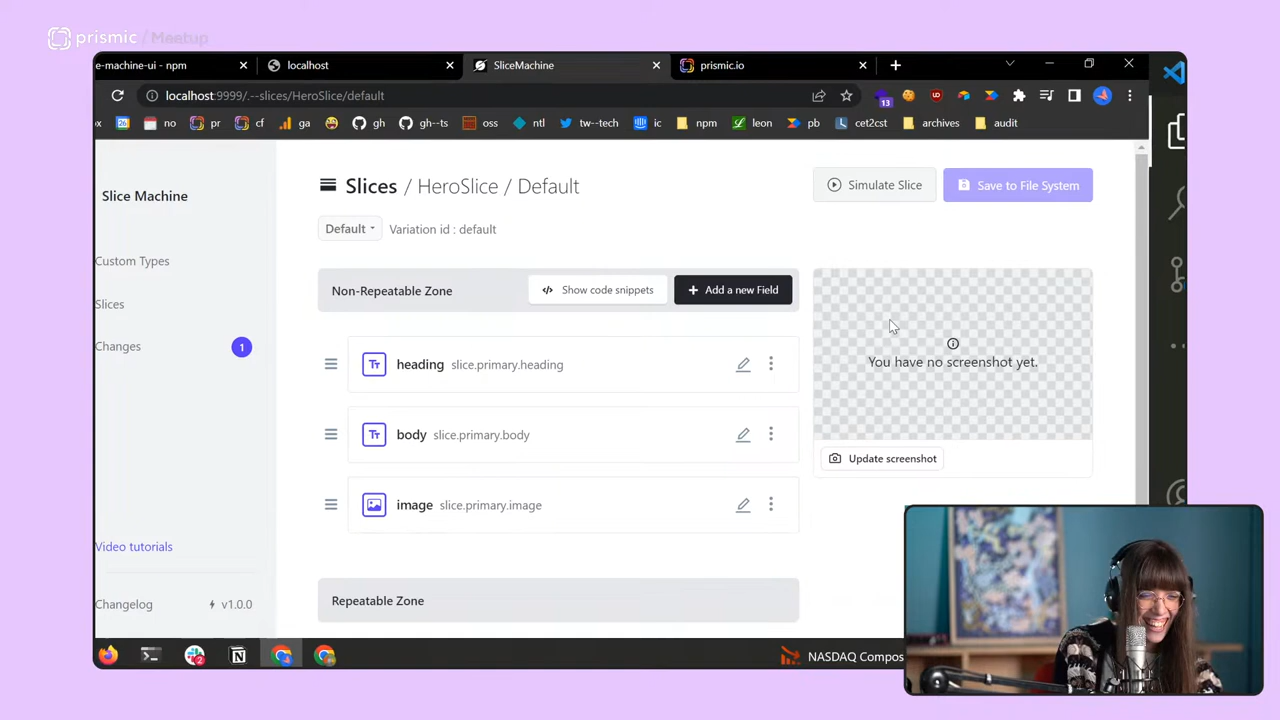 prismic / Meetup
e-machine-ui - npm
localhost
SliceMachine
prismic.io
localhost:9999/.--slices/HeroSlice/default
13
no
pr
cf
ga
gh
gh--ts
oss
ntl
tw--tech
ic
npm
leon
pb
cet2cst
archives
audit
Slice Machine
Custom Types
Slices
Changes
1
Video tutorials
Changelog
v1.0.0
Slices / HeroSlice / Default
Simulate Slice
Save to File System
Default
Variation id : default
Non-Repeatable Zone
Show code snippets
+ Add a new Field
heading slice.primary.heading
body slice.primary.body
image slice.primary.image
Repeatable Zone
You have no screenshot yet.
Update screenshot
NASDAQ Compos